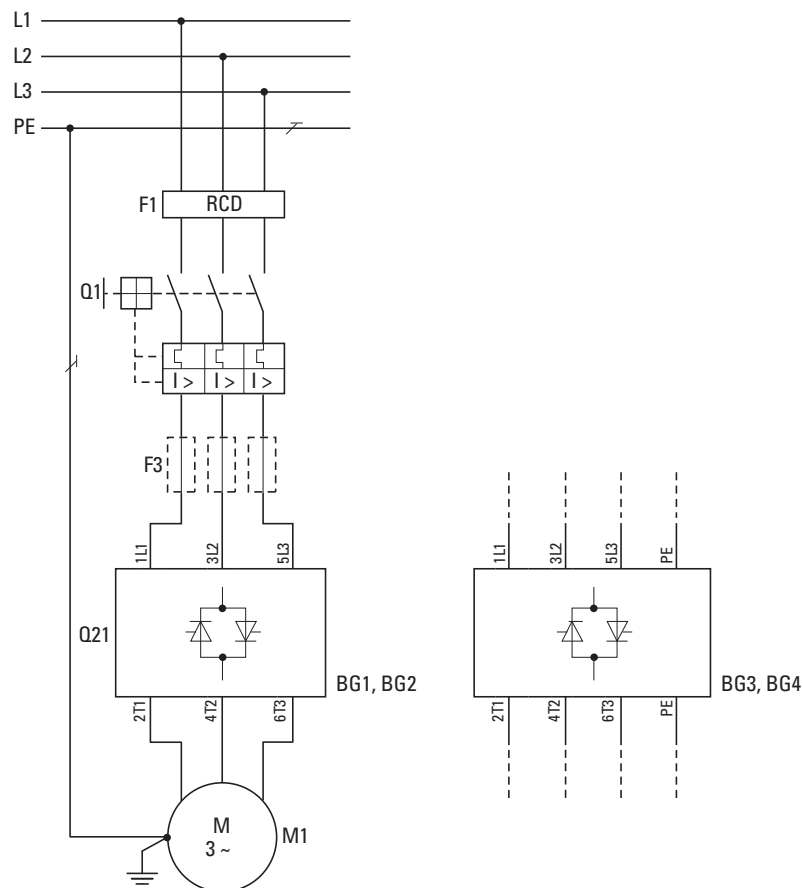 L1
L2
L3
PE
F1
RCD
Q1
I >
I >
I >
F3
1L1
3L2
5L3
1L1
3L2
5L3
PE
Q21
BG1, BG2
BG3, BG4
2T1
4T2
6T3
2T1
4T2
6T3
PE
M
3 ~
M1